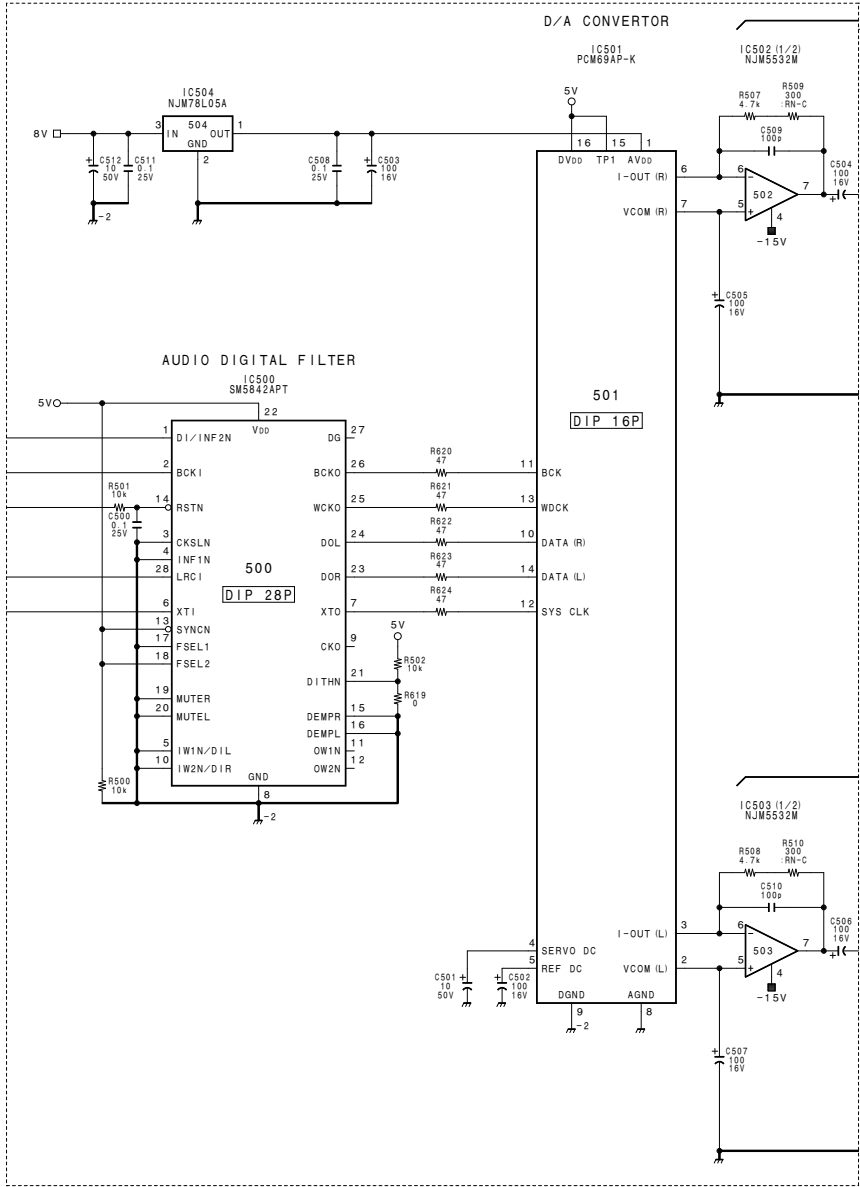 D/A CONVERTOR
IC501
PCM69AP-K
IC502 (1/2)
NJM5532M
IC504
NJM78L05A
8V
3
IN
504
OUT
1
GND
2
C512
10
50V
C511
0.1
25V
-2
C508
0.1
25V
C503
100
16V
5V
16
15
1
DVDD
TP1
AVDD
I-OUT (R)
6
VCOM (R)
7
R507
4.7k
R509
300
:RN-C
C509
100p
6
-
5
+
502
7
4
-15V
C504
100
16V
C505
100
16V
AUDIO DIGITAL FILTER
IC500
SM5842APT
5V
22
VDD
1
DI/INF2N
2
BCKI
R501
10k
14
RSTN
C500
0.1
25V
3
CKSLN
4
INF1N
28
LRCI
6
XTI
13
SYNCN
17
FSEL1
18
FSEL2
19
MUTER
20
MUTEL
5
IW1N/DIL
10
IW2N/DIR
R500
10k
500
DIP 28P
GND
8
-2
DG
27
BCKO
26
WCKO
25
DOL
24
DOR
23
XTO
7
CKO
9
DITHN
21
DEMPR
15
DEMPL
16
OW1N
11
OW2N
12
5V
R502
10k
R619
0
R620
47
R621
47
R622
47
R623
47
R624
47
11
BCK
13
WDCK
10
DATA (R)
14
DATA (L)
12
SYS CLK
501
DIP 16P
4
SERVO DC
5
REF DC
C501
10
50V
C502
100
16V
DGND
9
-2
AGND
8
I-OUT (L)
3
VCOM (L)
2
IC503 (1/2)
NJM5532M
R508
4.7k
R510
300
:RN-C
C510
100p
6
-
5
+
503
7
4
-15V
C506
100
16V
C507
100
16V